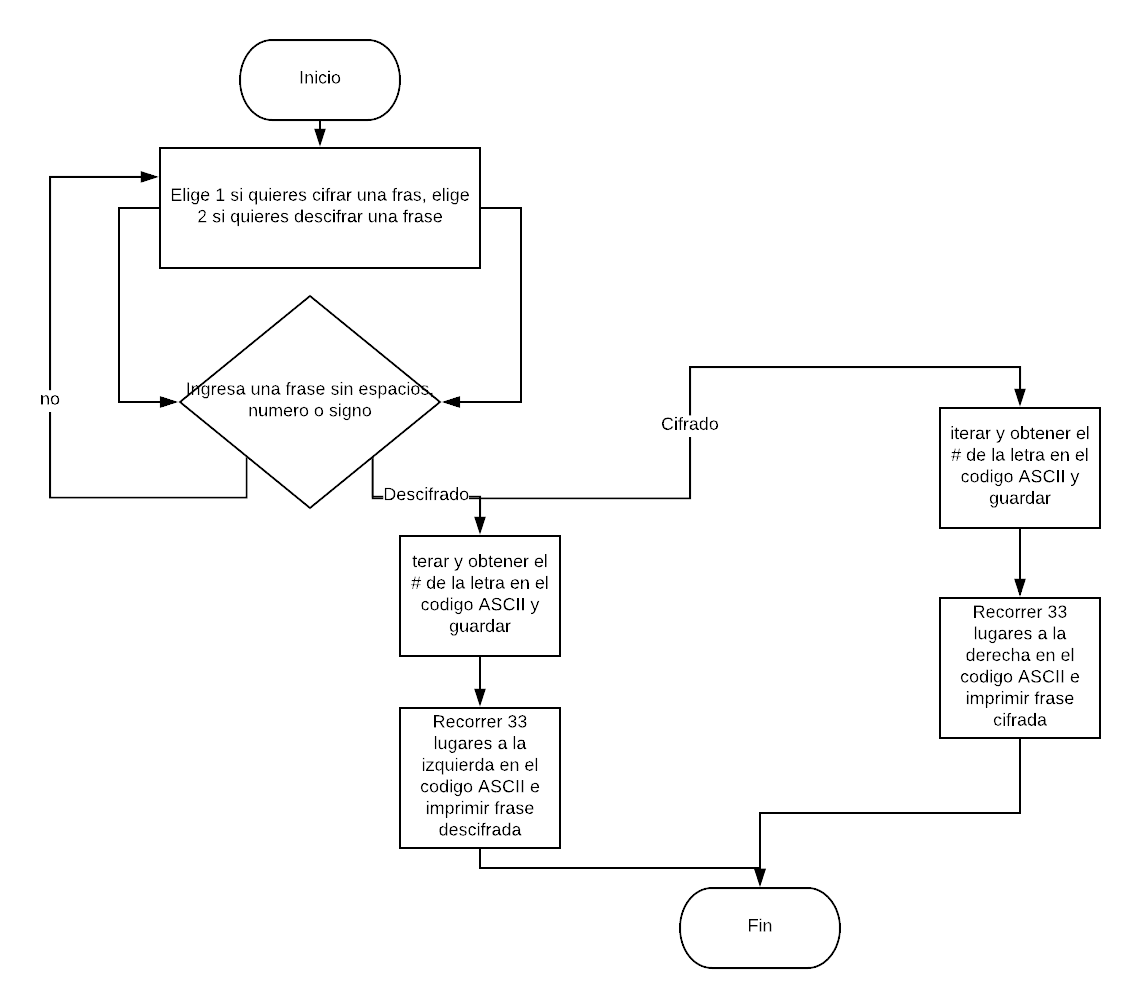 Inicio
Elige 1 si quieres cifrar una fras, elige
2 si quieres descifrar una frase
Ingresa una frase sin espacios,
numero o signo
no
Cifrado
Descifrado
iterar y obtener el
# de la letra en el
codigo ASCII y
guardar
terar y obtener el
# de la letra en el
codigo ASCII y
guardar
Recorrer 33
lugares a la
derecha en el
codigo ASCII e
imprimir frase
cifrada
Recorrer 33
lugares a la
izquierda en el
codigo ASCII e
imprimir frase
descifrada
Fin